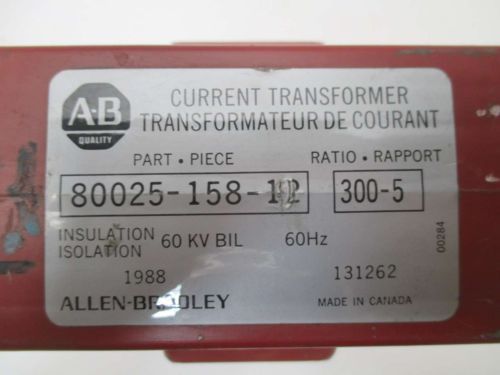 A-B
QUALITY
CURRENT TRANSFORMER
TRANSFORMATEUR DE COURANT
PART • PIECE
RATIO • RAPPORT
80025-158-12
300-5
INSULATION
ISOLATION
60 KV BIL
60Hz
00284
1988
131262
ALLEN-BRADLEY
MADE IN CANADA